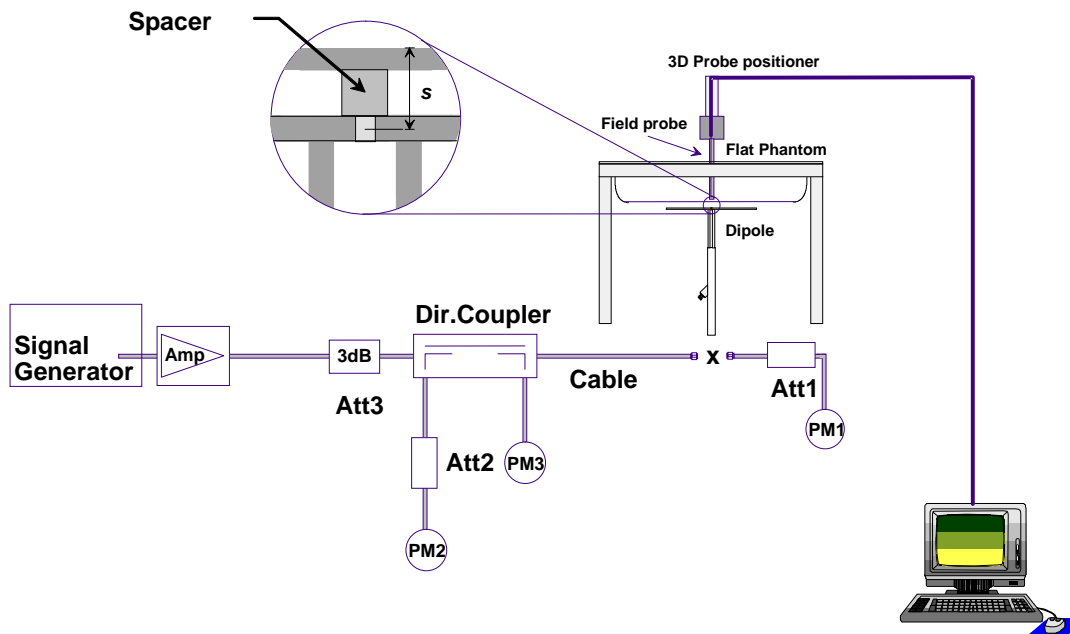 Spacer
s
3D Probe positioner
Field probe
Flat Phantom
Dipole
Dir.Coupler
Signal
Generator
Amp
3dB
Att3
Cable
x
Att1
PM1
Att2
PM3
PM2